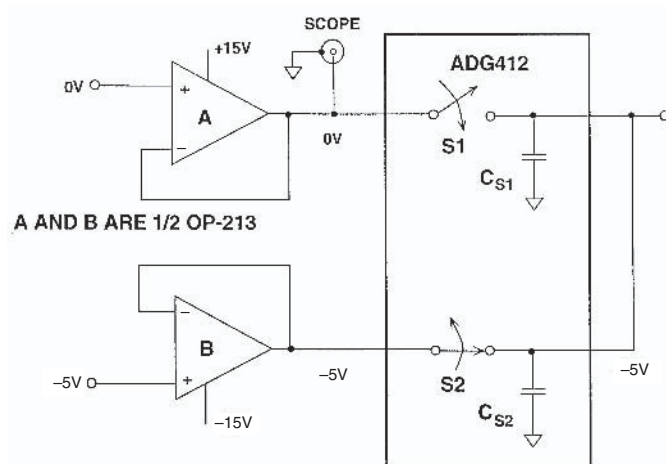 SCOPE
+15V
ADG412
0V
+
A
−
0V
S1
CS1
A AND B ARE 1/2 OP-213
−
B
−5V
+
−5V
S2
−5V
−15V
CS2